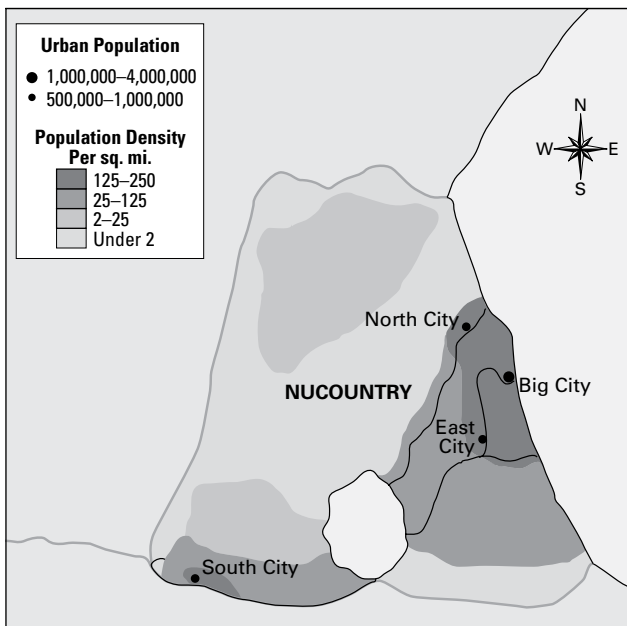 Urban Population
1,000,000–4,000,000
500,000–1,000,000
Population Density
Per sq. mi.
125–250
25–125
2–25
Under 2
N
W
E
S
North City
NUCOUNTRY
Big City
East
City
South City